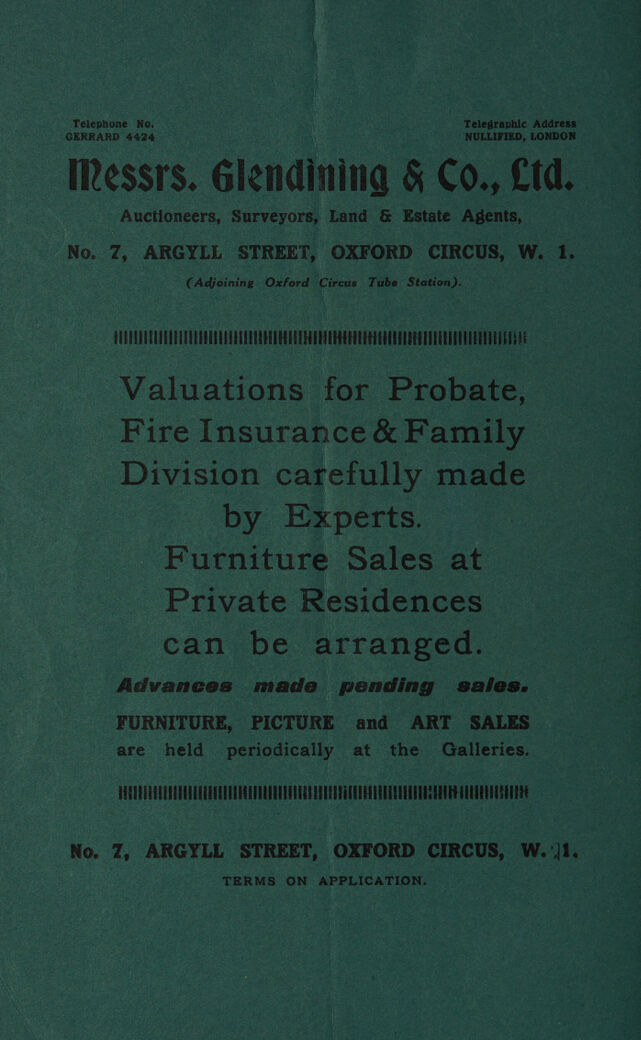 Telephone No.
GERRARD 4424
Telegraphic Address
NULLIFIED, LONDON
Messrs. Glendining & Co., Ltd.
Auctioneers, Surveyors, Land & Estate Agents,
No. 7, ARGYLL STREET, OXFORD CIRCUS, W. 1.
(Adjoining Oxford Circus Tube Station).
Valuations for Probate,
Fire Insurance & Family
Division carefully made
by Experts.
Furniture Sales at
Private Residences
can be arranged.
Advances made pending sales.
FURNITURE, PICTURE and ART SALES
are held periodically at the Galleries.
No. 7, ARGYLL STREET, OXFORD CIRCUS, W. 1.
TERMS ON APPLICATION.